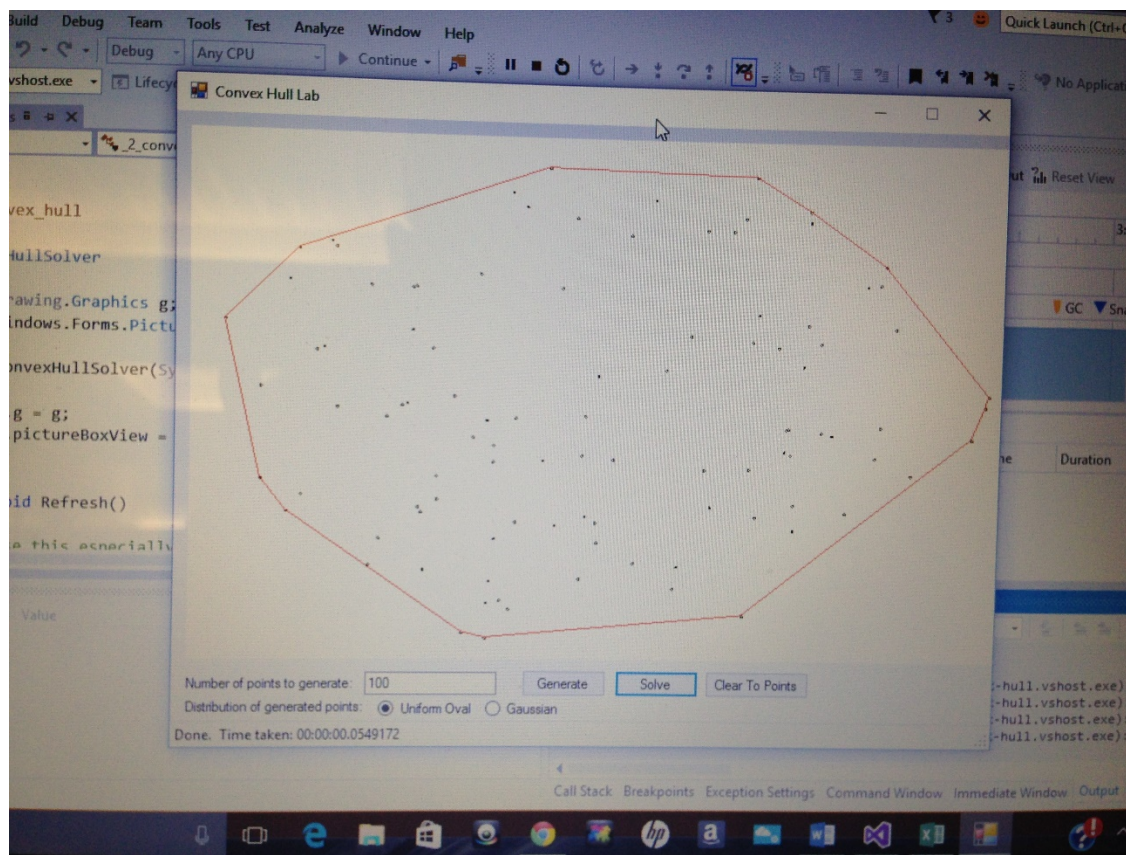 Build Debug Team Tools Test Analyze Window Help
3
Quick Launch (Ctrl+
Debug Any CPU Continue
vshost.exe Lifecy No Applicat
Convex Hull Lab
_2_conv
Reset View
vex_hull
HullSolver
rawing.Graphics g;
indows.Forms.Pictu
GC Sna
onvexHullSolver(Sy
g = g;
.pictureBoxView =
Duration
oid Refresh()
e this especially
Value
Number of points to generate: 100 Generate Solve Clear To Points
Distribution of generated points: Uniform Oval Gaussian
Done. Time taken: 00:00:00.0549172
-hull.vshost.exe)
-hull.vshost.exe)
-hull.vshost.exe)
-hull.vshost.exe)
Call Stack Breakpoints Exception Settings Command Window Immediate Window Output
hp a